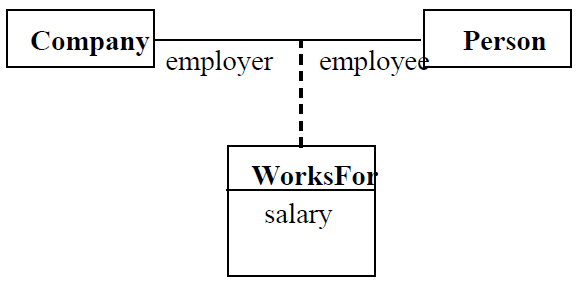 Company
Person
employer
employee
WorksFor
salary